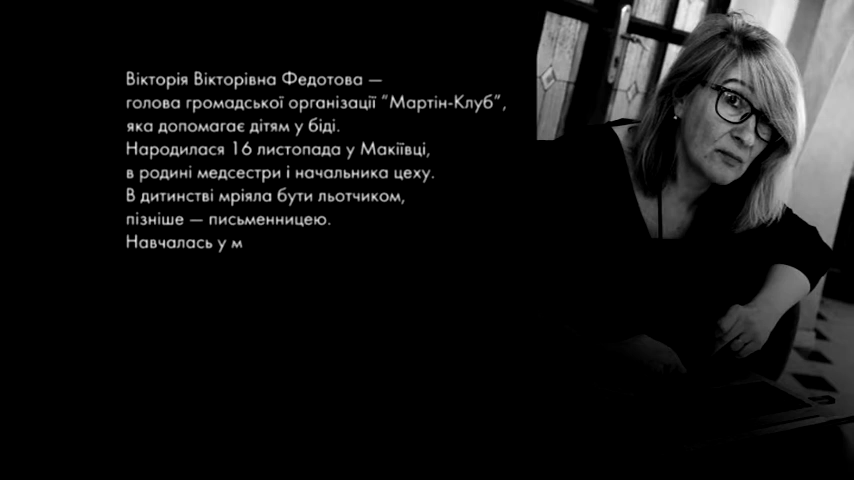 Вікторія Вікторівна Федотова —
голова громадської організації "Мартін-Клуб",
яка допомагає дітям у біді.
Народилася 16 листопада у Макіївці,
в родині медсестри і начальника цеху.
В дитинстві мріяла бути льотчиком,
пізніше — письменницею.
Навчалась у м